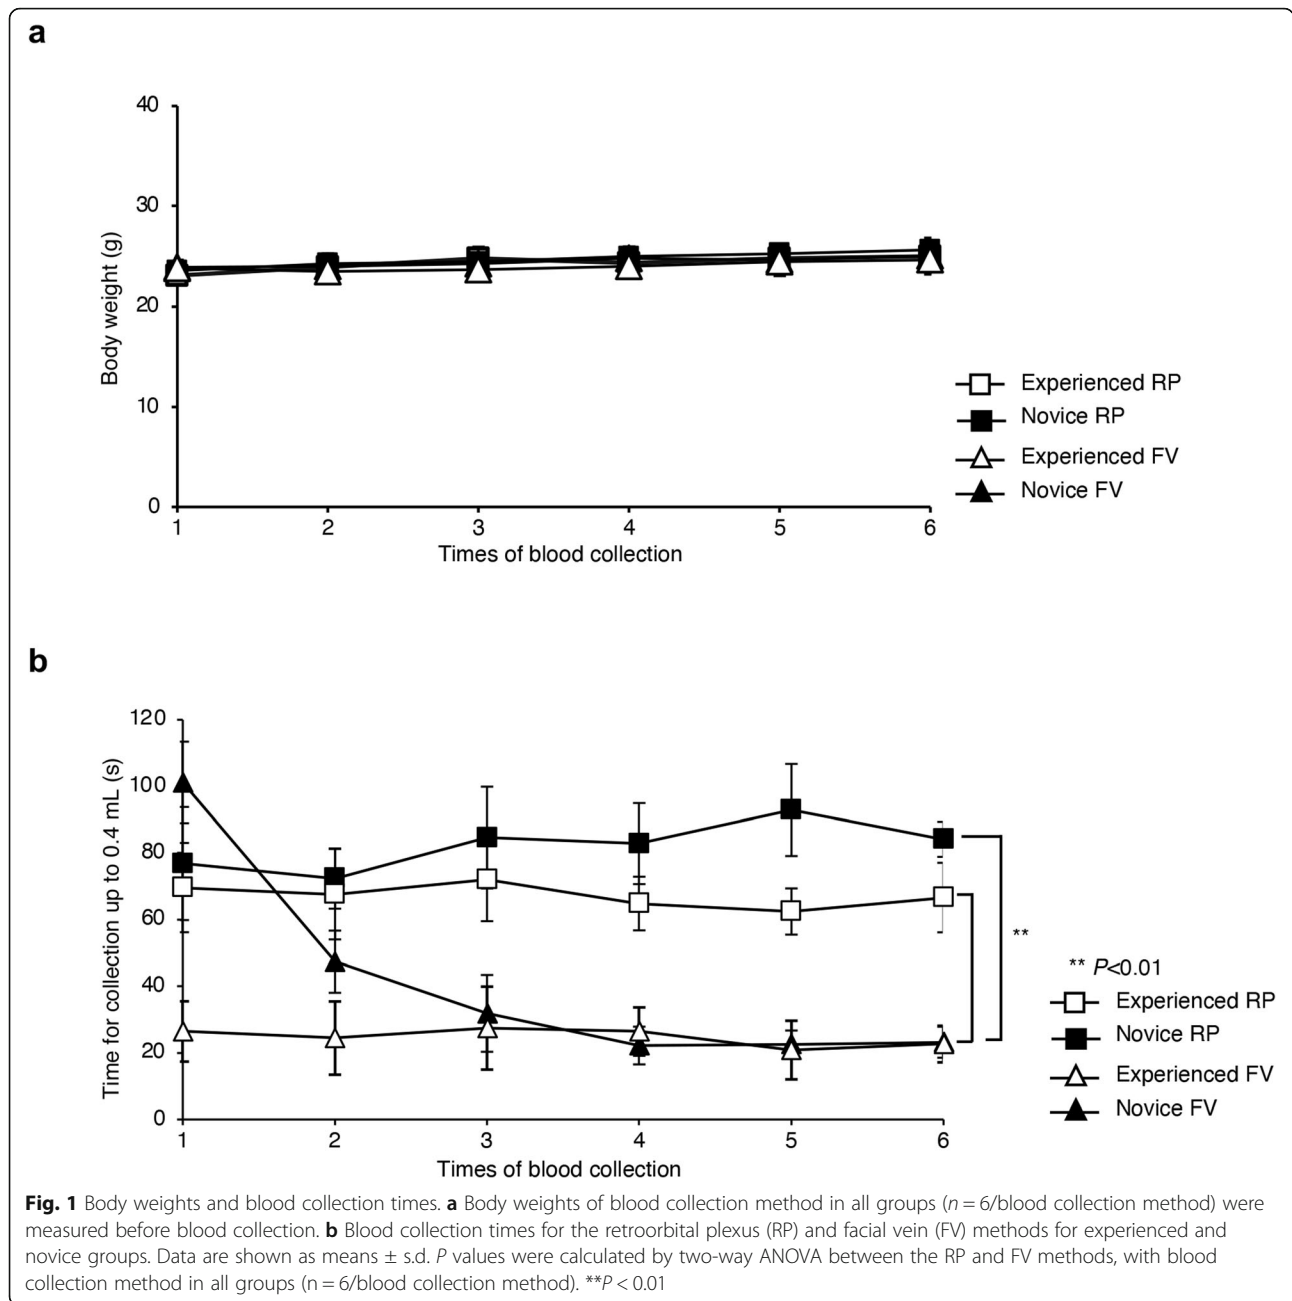 a
40
30
20
10
0
Body weight (g)
1 2 3 4 5 6
Times of blood collection
Experienced RP
Novice RP
Experienced FV
Novice FV
b
120
100
80
60
40
20
0
Time for collection up to 0.4 mL (s)
1 2 3 4 5 6
Times of blood collection
**
** P<0.01
Experienced RP
Novice RP
Experienced FV
Novice FV
Fig. 1 Body weights and blood collection times. a Body weights of blood collection method in all groups (n = 6/blood collection method) were
measured before blood collection. b Blood collection times for the retroorbital plexus (RP) and facial vein (FV) methods for experienced and
novice groups. Data are shown as means ± s.d. P values were calculated by two-way ANOVA between the RP and FV methods, with blood
collection method in all groups (n = 6/blood collection method). **P < 0.01